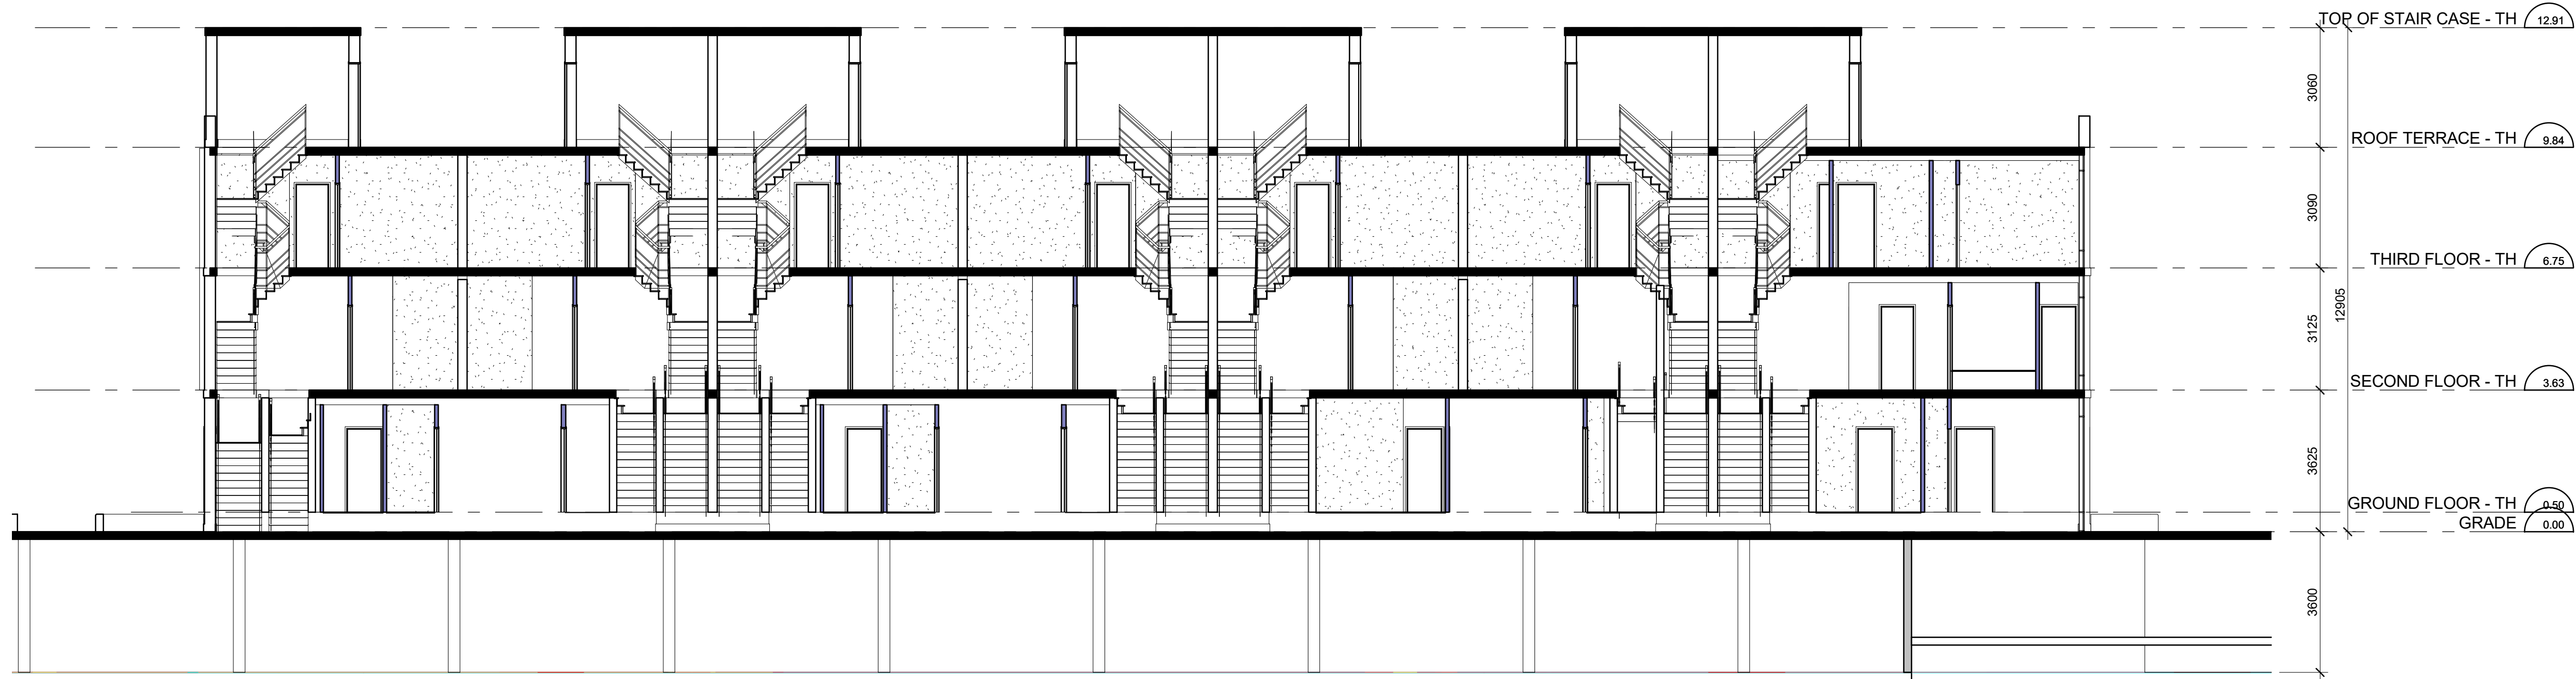 TOP OF STAIR CASE - TH 12.91
3060
ROOF TERRACE - TH 9.84
3090
THIRD FLOOR - TH 6.75
12905
3125
SECOND FLOOR - TH 3.63
3625
GROUND FLOOR - TH 0.50
GRADE 0.00
3600